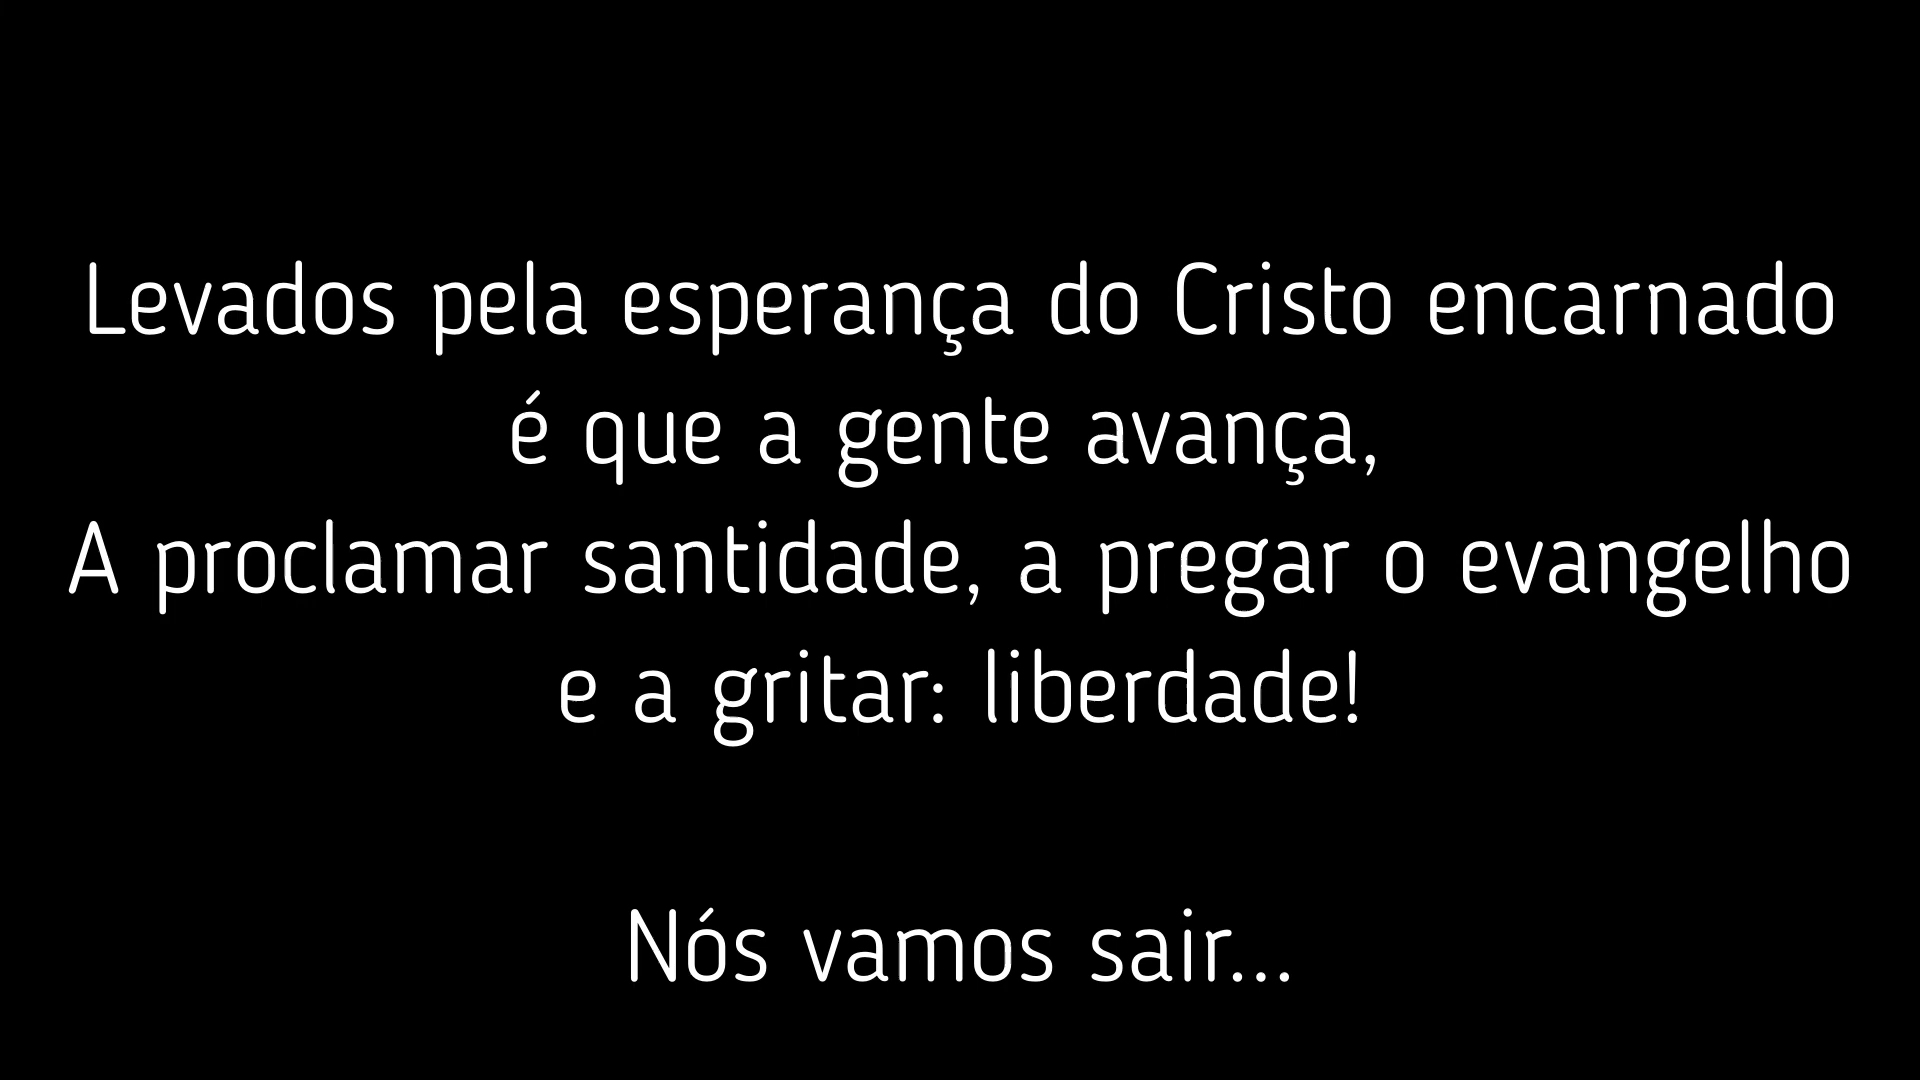 Levados pela esperança do Cristo encarnado
é que a gente avança,
A proclamar santidade, a pregar o evangelho
e a gritar: liberdade!
Nós vamos sair...